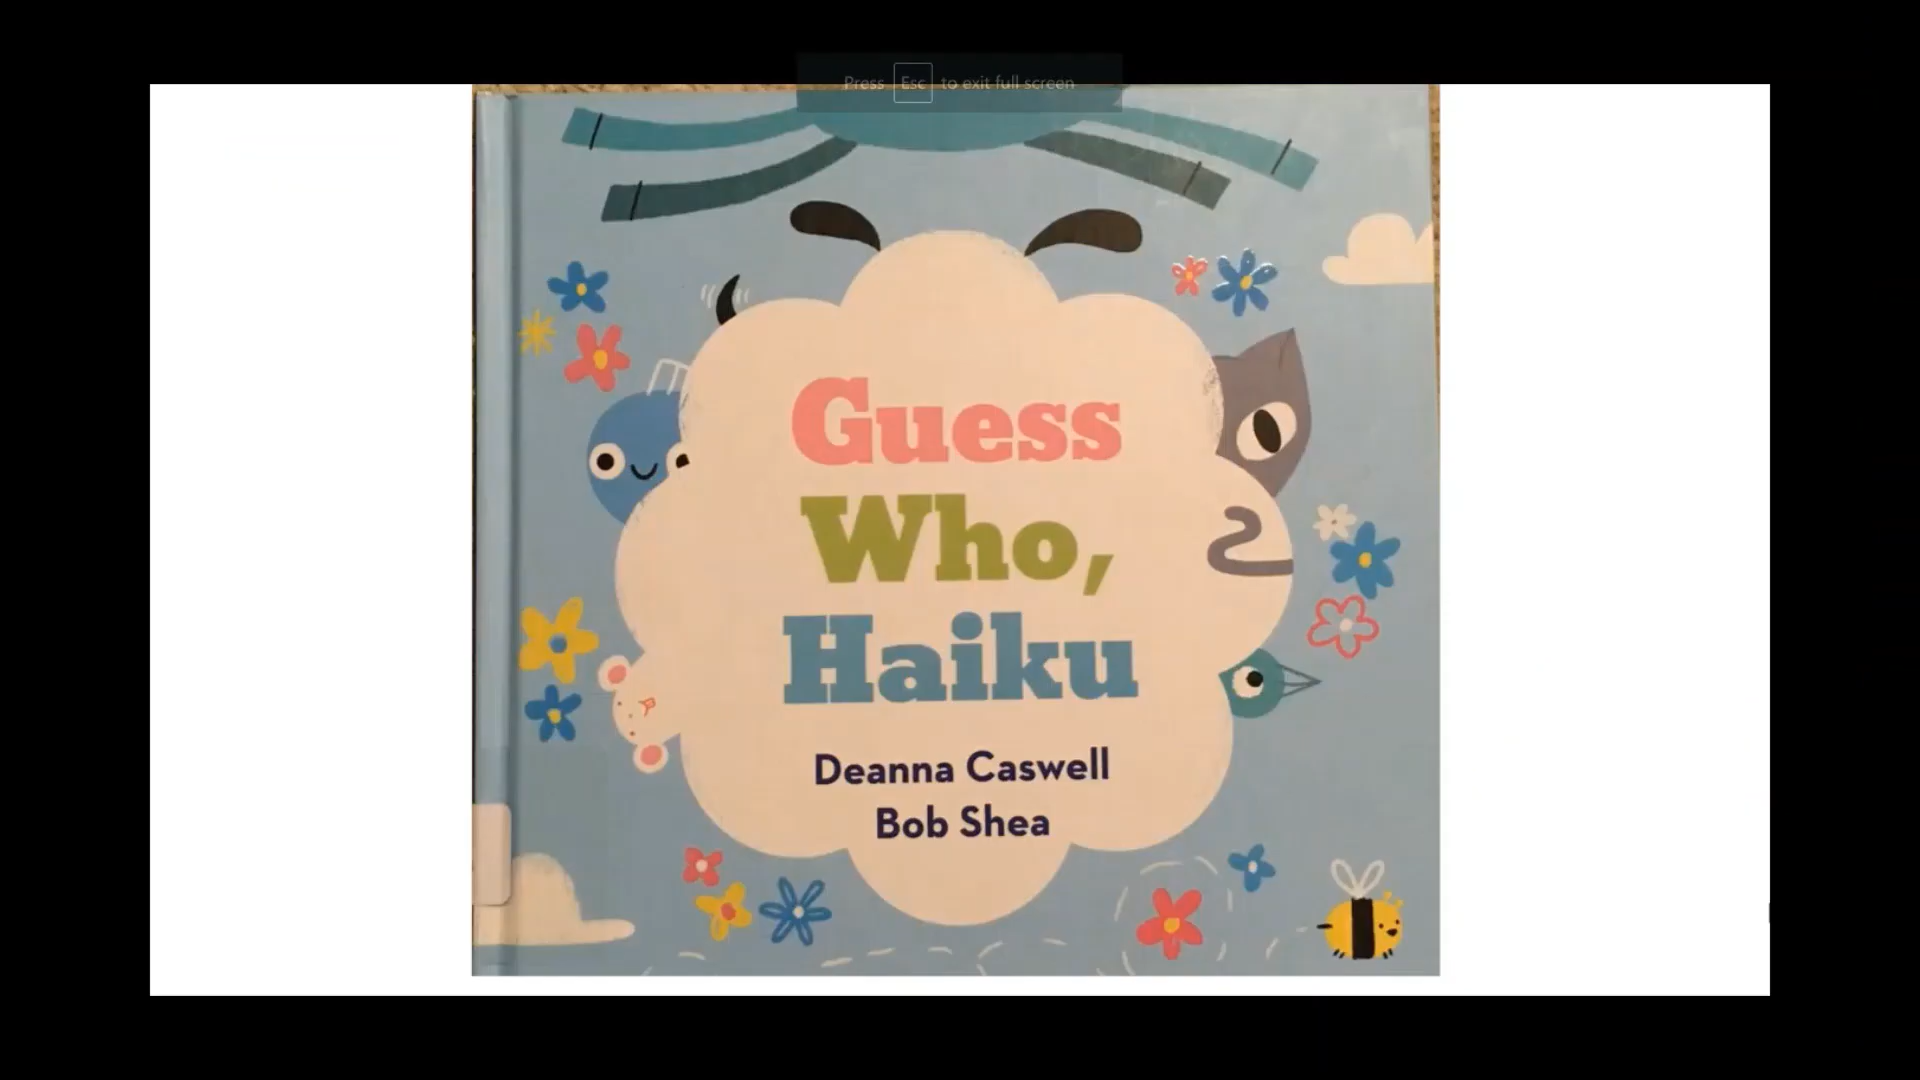 Press Esc to exit full screen
Guess
Who,
Haiku
Deanna Caswell
Bob Shea